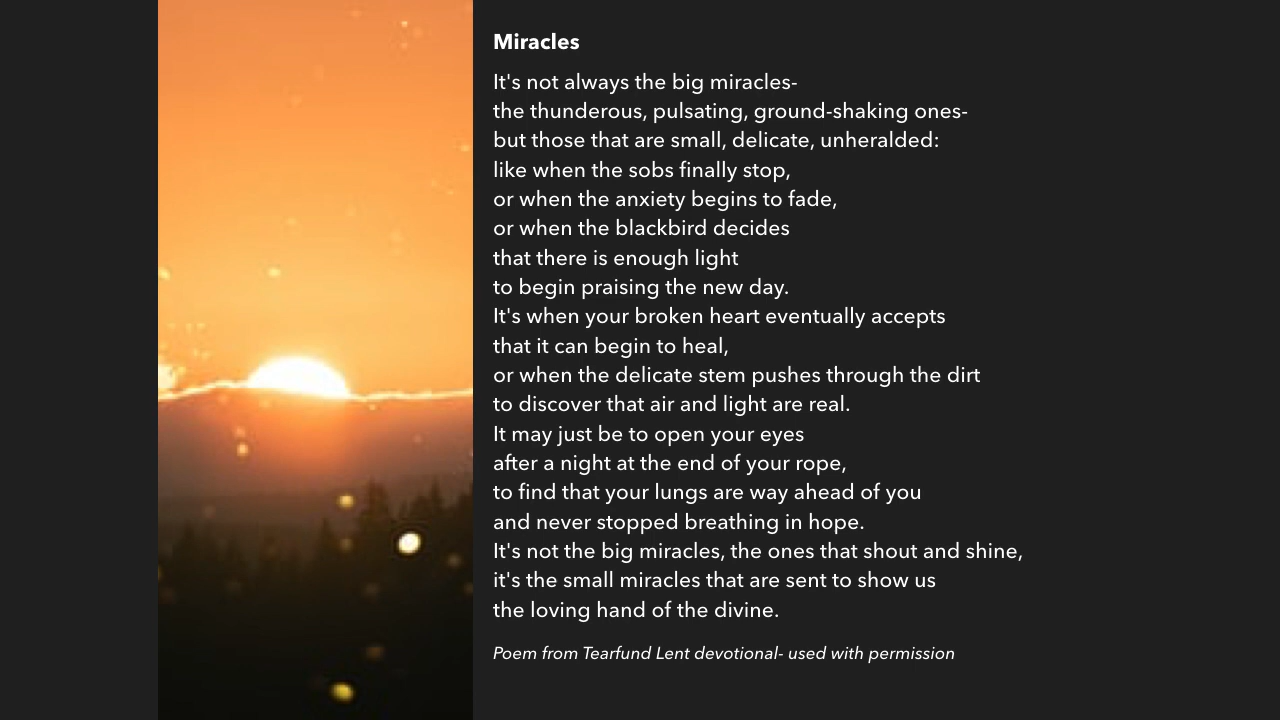 Miracles
It's not always the big miracles-
the thunderous, pulsating, ground-shaking ones-
but those that are small, delicate, unheralded:
like when the sobs finally stop,
or when the anxiety begins to fade,
or when the blackbird decides
that there is enough light
to begin praising the new day.
It's when your broken heart eventually accepts
that it can begin to heal,
or when the delicate stem pushes through the dirt
to discover that air and light are real.
It may just be to open your eyes
after a night at the end of your rope,
to find that your lungs are way ahead of you
and never stopped breathing in hope.
It's not the big miracles, the ones that shout and shine,
it's the small miracles that are sent to show us
the loving hand of the divine.
Poem from Tearfund Lent devotional- used with permission